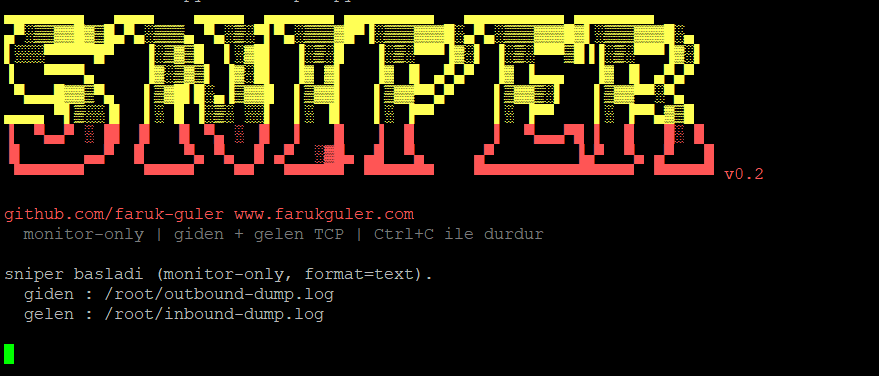 SNIPER
v0.2
github.com/faruk-guler www.farukguler.com
monitor-only | giden + gelen TCP | Ctrl+C ile durdur
sniper basladi (monitor-only, format=text).
giden : /root/outbound-dump.log
gelen : /root/inbound-dump.log